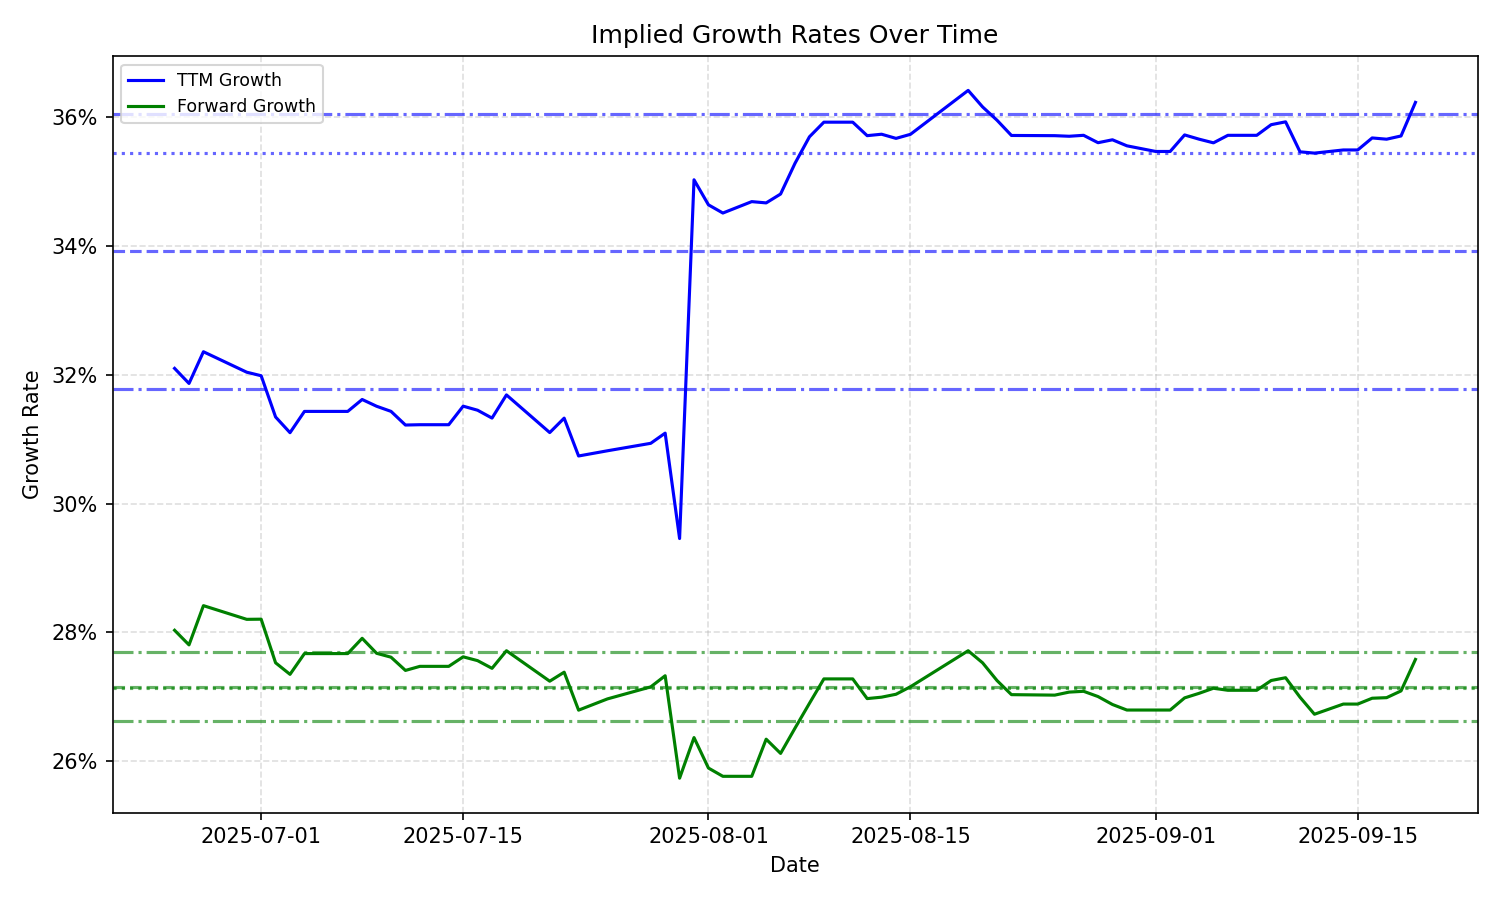 Implied Growth Rates Over Time
TTM Growth
Forward Growth
36%
34%
32%
30%
28%
26%
Growth Rate
2025-07-01
2025-07-15
2025-08-01
2025-08-15
2025-09-01
2025-09-15
Date